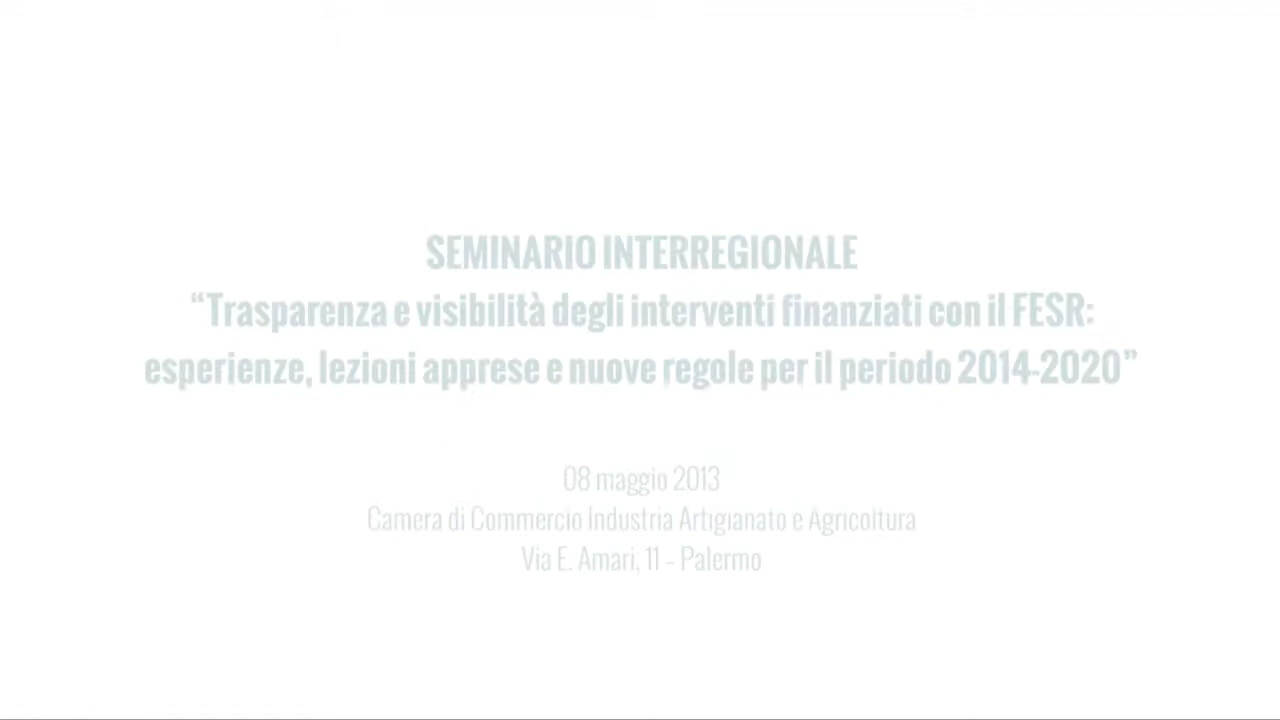 SEMINARIO INTERREGIONALE
“Trasparenza e visibilità degli interventi finanziati con il FESR:
esperienze, lezioni apprese e nuove regole per il periodo 2014-2020”
08 maggio 2013
Camera di Commercio Industria Artigianato e Agricoltura
Via E. Amari, 11 - Palermo